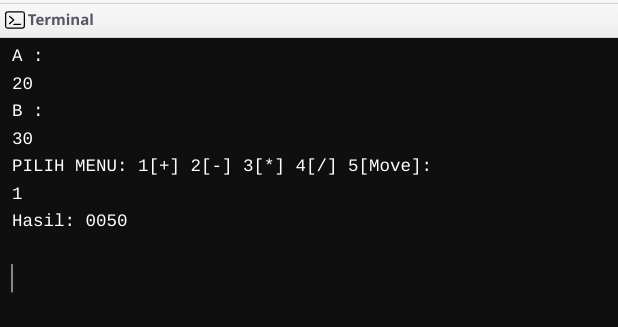 Terminal
A :
20
B :
30
PILIH MENU: 1[+] 2[-] 3[*] 4[/] 5[Move]:
1
Hasil: 0050